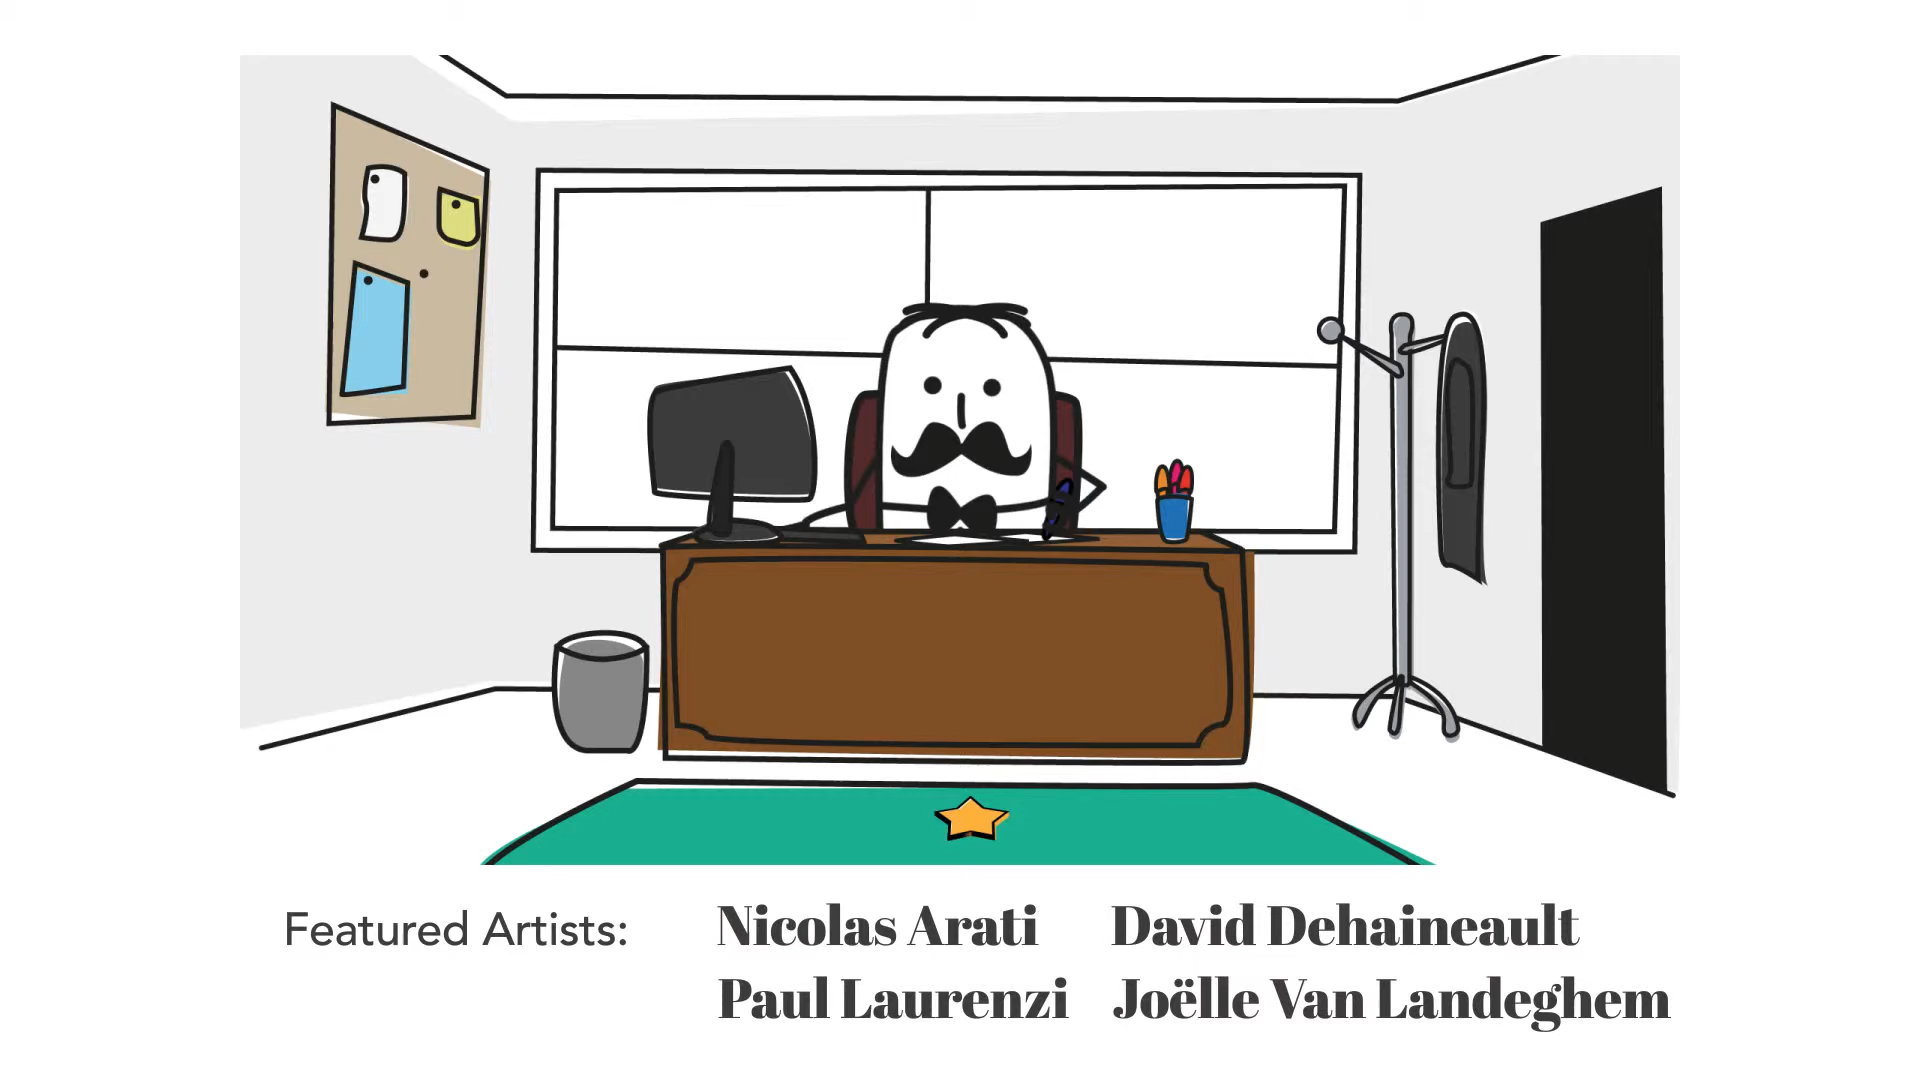 Featured Artists: Nicolas Arati David Dehaineault
Paul Laurenzi Joëlle Van Landeghem